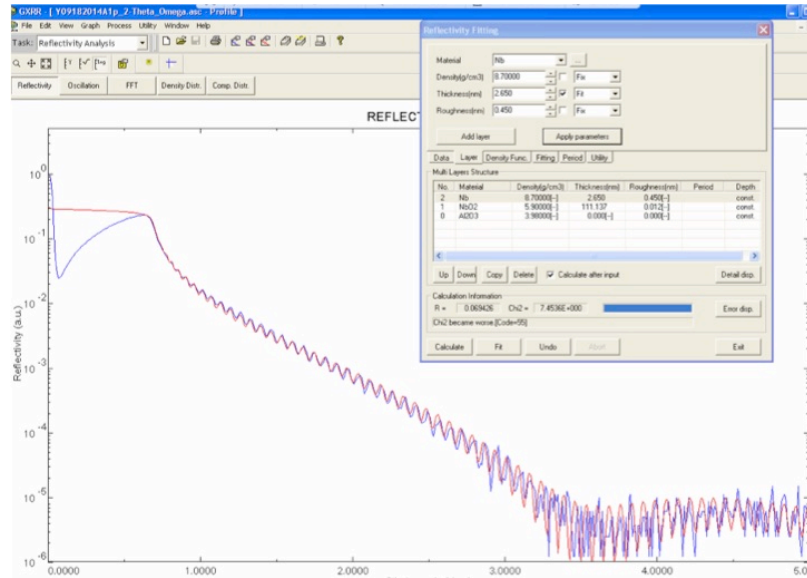 GXRR - [ Y09182014A1p_2-Theta_Omega.asc - Profile ]
File Edit View Graph Process Utility Window Help
Task: Reflectivity Analysis
Reflectivity Oscillation FFT Density Distr. Comp. Distr.
REFLECT
Reflectivity (a.u.)
10^0
10^-1
10^-2
10^-3
10^-4
10^-5
10^-6
0.0000 1.0000 2.0000 3.0000 4.0000 5.0
Reflectivity Fitting
Material Nb ...
Density(g/cm3) 8.70000 Fix
Thickness(nm) 2.650 Fit
Roughness(nm) 0.450 Fix
Add layer Apply parameters
Data Layer Density Func. Fitting Period Utility
Multi Layers Structure
No. Material Density(g/cm3) Thickness(nm) Roughness(nm) Period Depth
2 Nb 8.70000[-] 2.650 0.450[-] const.
1 NbO2 5.90000[-] 111.137 0.012[-] const.
0 Al2O3 3.98000[-] 0.000[-] 0.000[-] const.
Up Down Copy Delete Calculate after input Detail disp.
Calculation Information
R = 0.069426 Chi2 = 7.4536E+000 Error disp.
Chi2 became worse.[Code=95]
Calculate Fit Undo Abort Exit